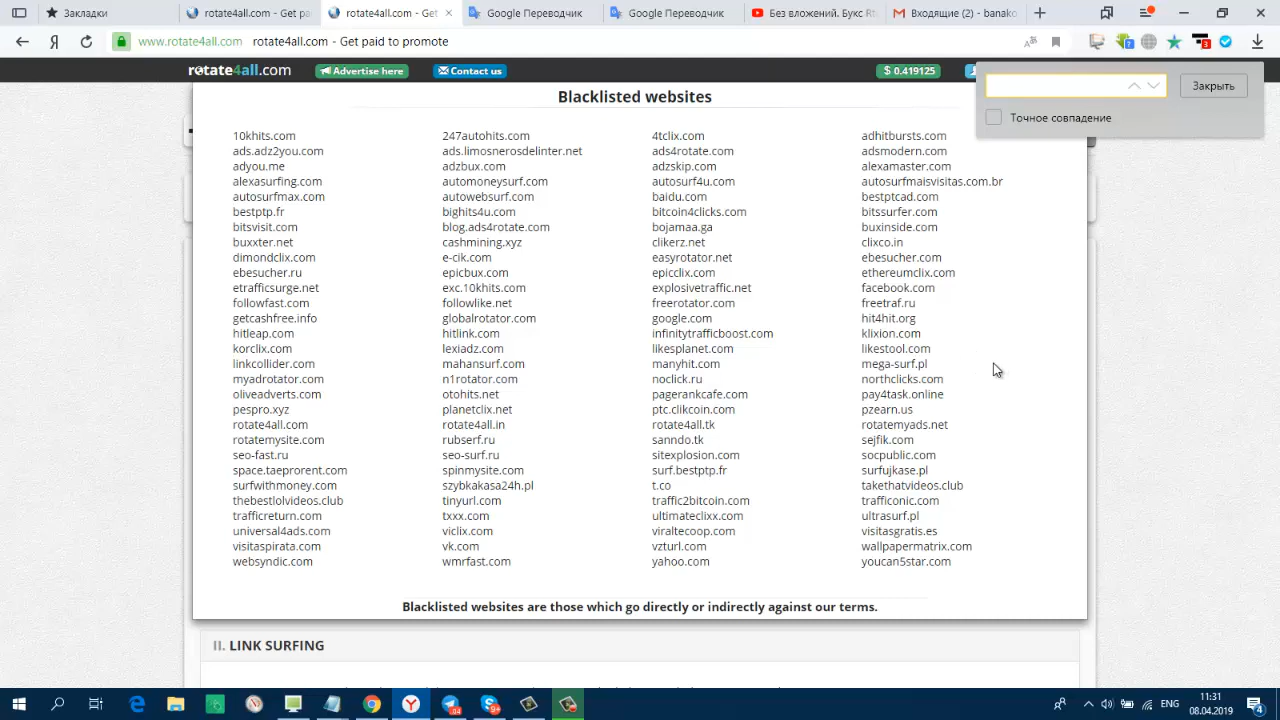 Закладки
rotate4all.com - Get pa
rotate4all.com - Get
Google Переводчик
Google Переводчик
Без вложений. Букс Rt
Входящие (2) - banako
www.rotate4all.com rotate4all.com - Get paid to promote
7
3
rotate4all.com
Advertise here
Contact us
$ 0.419125
Закрыть
Точное совпадение
Blacklisted websites
10khits.com 247autohits.com 4tclix.com adhitbursts.com
ads.adz2you.com ads.limosnerosdelinter.net ads4rotate.com adsmodern.com
adyou.me adzbux.com adzskip.com alexamaster.com
alexasurfing.com automoneysurf.com autosurf4u.com autosurfmaisvisitas.com.br
autosurfmax.com autowebsurf.com baidu.com bestptcad.com
bestptp.fr bighits4u.com bitcoin4clicks.com bitssurfer.com
bitsvisit.com blog.ads4rotate.com bojamaa.ga buxinside.com
buxxter.net cashmining.xyz clikerz.net clixco.in
dimondclix.com e-cik.com easyrotator.net ebesucher.com
ebesucher.ru epicbux.com epicclix.com ethereumclix.com
etrafficsurge.net exc.10khits.com explosivetraffic.net facebook.com
followfast.com followlike.net freerotator.com freetraf.ru
getcashfree.info globalrotator.com google.com hit4hit.org
hitleap.com hitlink.com infinitytrafficboost.com klixion.com
korclix.com lexiadz.com likesplanet.com likestool.com
linkcollider.com mahansurf.com manyhit.com mega-surf.pl
myadrotator.com n1rotator.com noclick.ru northclicks.com
oliveadverts.com otohits.net pagerankcafe.com pay4task.online
pespro.xyz planetclix.net ptc.clikcoin.com pzearn.us
rotate4all.com rotate4all.in rotate4all.tk rotatemyads.net
rotatemysite.com rubserf.ru sanndo.tk sejfik.com
seo-fast.ru seo-surf.ru sitexplosion.com socpublic.com
space.taeprorent.com spinmysite.com surf.bestptp.fr surfujkase.pl
surfwithmoney.com szybkakasa24h.pl t.co takethatvideos.club
thebestlolvideos.club tinyurl.com traffic2bitcoin.com trafficonic.com
trafficreturn.com txxx.com ultimateclixx.com ultrasurf.pl
universal4ads.com viclix.com viraltecoop.com visitasgratis.es
visitaspirata.com vk.com vzturl.com wallpapermatrix.com
websyndic.com wmrfast.com yahoo.com youcan5star.com
Blacklisted websites are those which go directly or indirectly against our terms.
II. LINK SURFING
ENG
11:31
08.04.2019
4